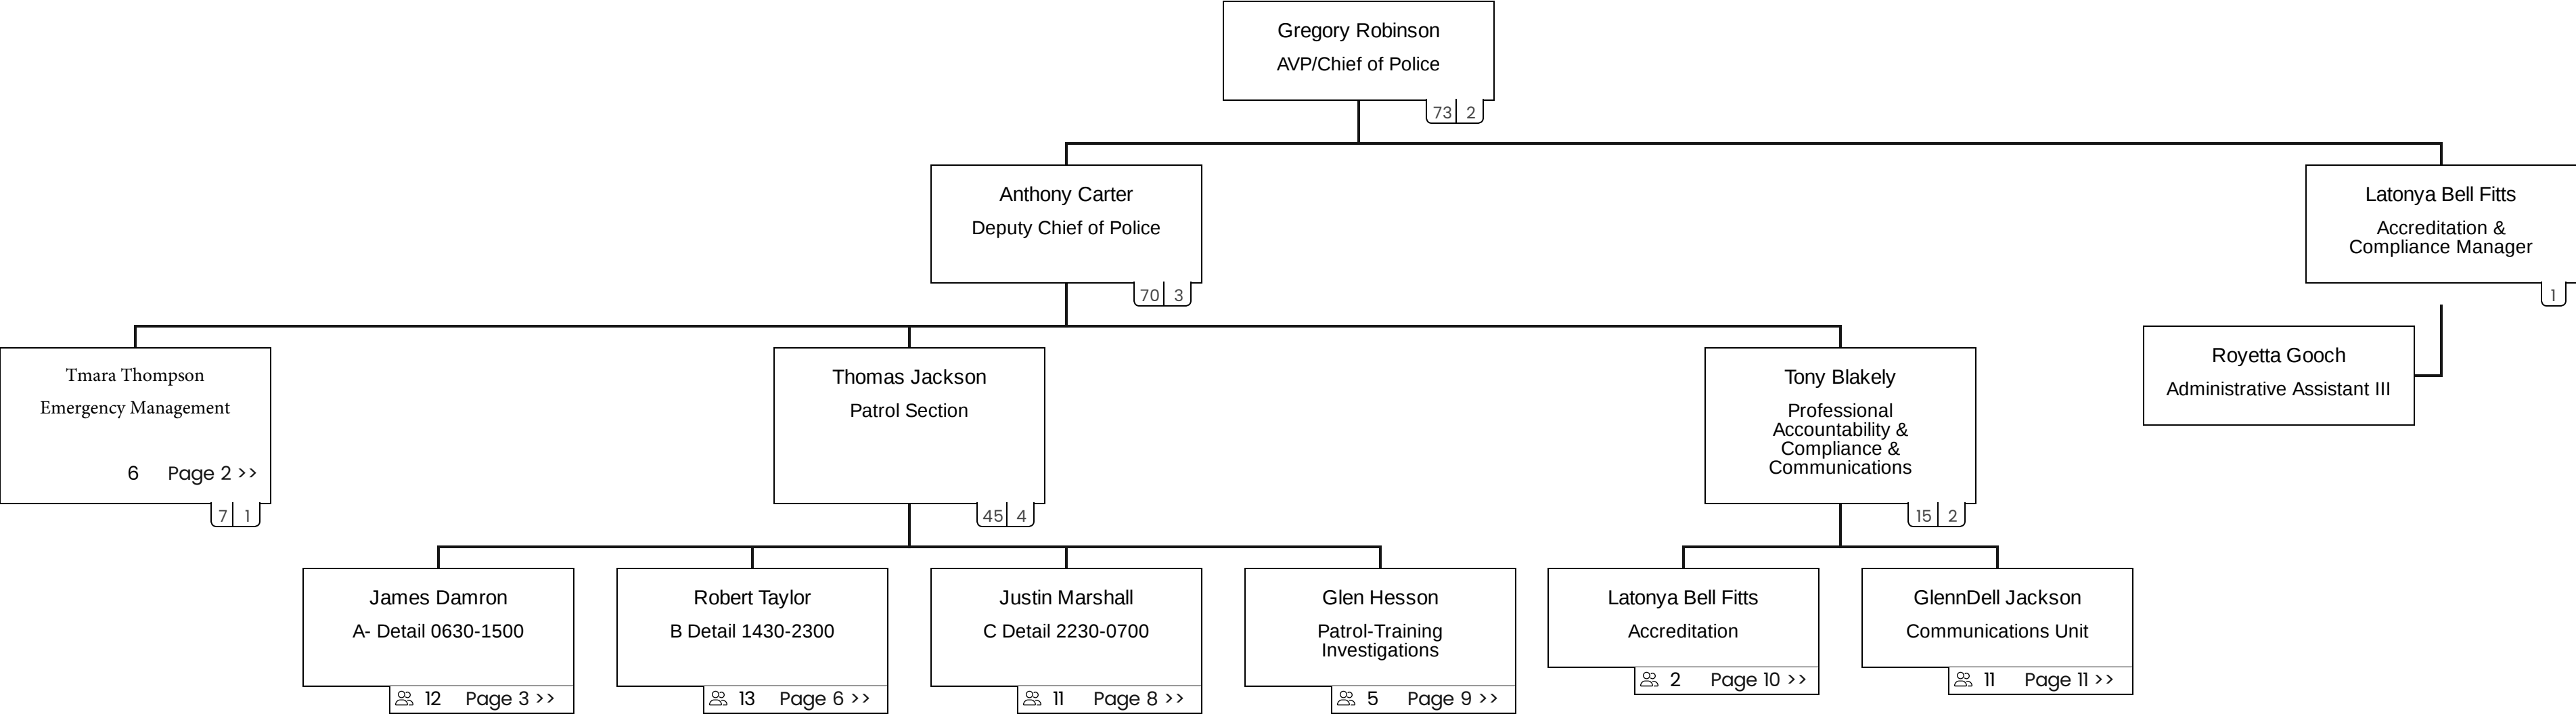 Gregory Robinson
AVP/Chief of Police
73 2
Anthony Carter
Deputy Chief of Police
70 3
Latonya Bell Fitts
Accreditation &
Compliance Manager
1
Tmara Thompson
Emergency Management
6 Page 2 >>
7 1
Thomas Jackson
Patrol Section
45 4
Tony Blakely
Professional
Accountability &
Compliance &
Communications
15 2
Royetta Gooch
Administrative Assistant III
James Damron
A- Detail 0630-1500
12 Page 3 >>
Robert Taylor
B Detail 1430-2300
13 Page 6 >>
Justin Marshall
C Detail 2230-0700
11 Page 8 >>
Glen Hesson
Patrol-Training
Investigations
5 Page 9 >>
Latonya Bell Fitts
Accreditation
2 Page 10 >>
GlennDell Jackson
Communications Unit
11 Page 11 >>